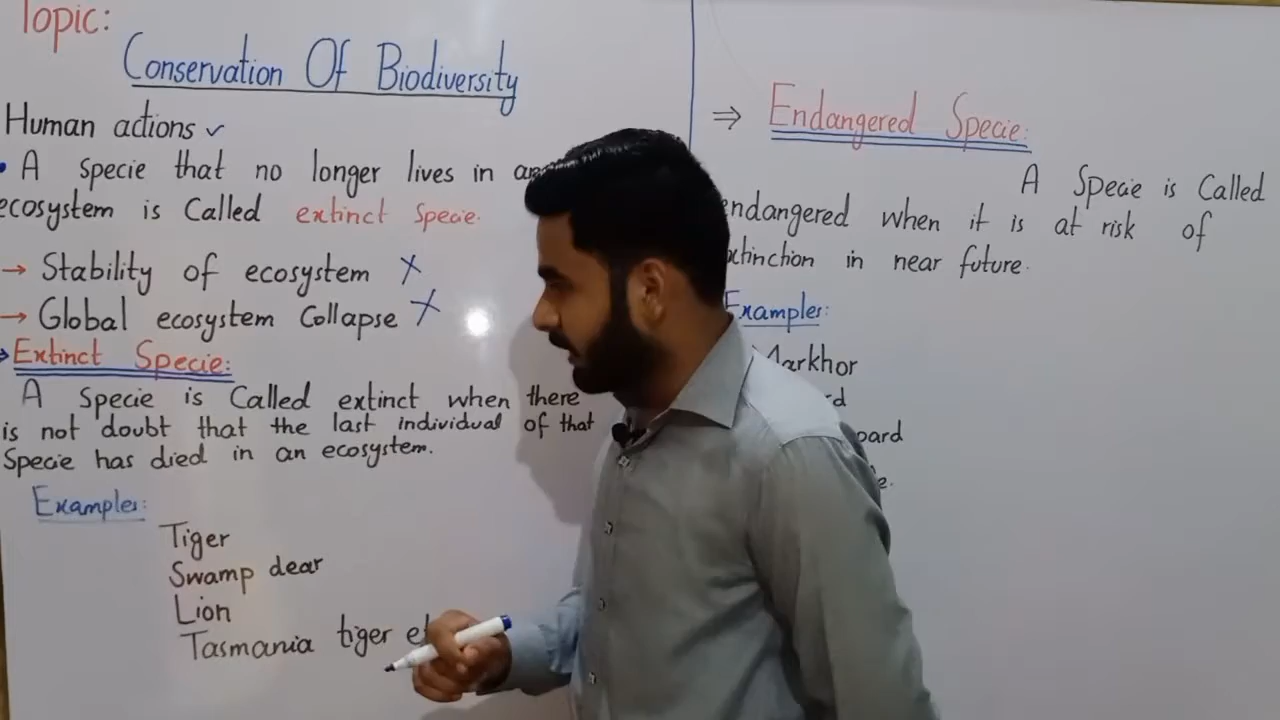 Topic:
Conservation Of Biodiversity
Human actions ✓
• A specie that no longer lives in an
ecosystem is Called extinct Specie.
→ Stability of ecosystem ✗
→ Global ecosystem Collapse ✗
Extinct Specie:
A Specie is Called extinct when there
is not doubt that the last individual of that
Specie has died in an ecosystem.
Examples:
Tiger
Swamp dear
Lion
Tasmania tiger
⇒ Endangered Specie:
A Specie is Called
endangered when it is at risk of
extinction in near future.
Examples:
Markhor